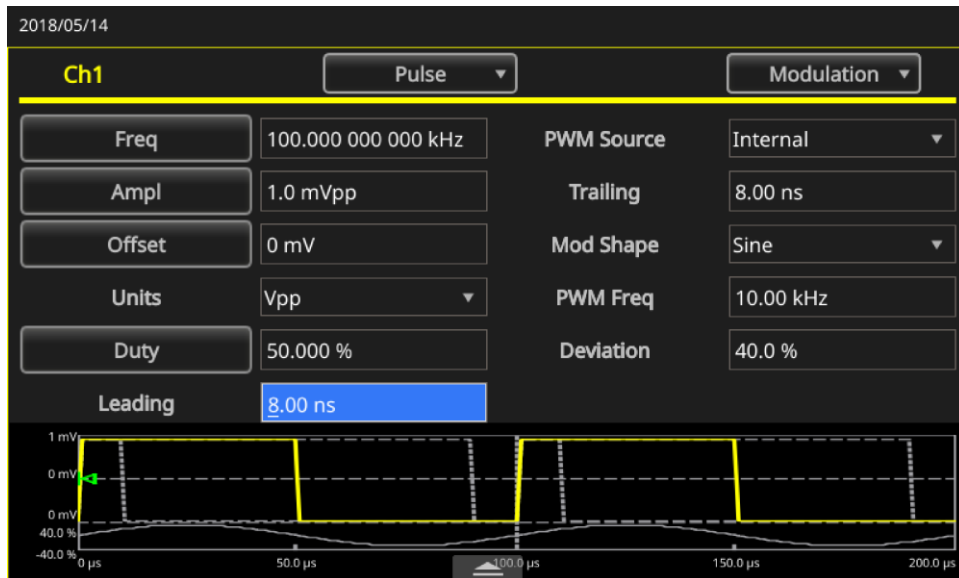 2018/05/14
Ch1 Pulse Modulation
Freq 100.000 000 000 kHz PWM Source Internal
Ampl 1.0 mVpp Trailing 8.00 ns
Offset 0 mV Mod Shape Sine
Units Vpp PWM Freq 10.00 kHz
Duty 50.000 % Deviation 40.0 %
Leading 8.00 ns
1 mV
0 mV
0 mV
40.0 %
-40.0 %
0 µs 50.0 µs 100.0 µs 150.0 µs 200.0 µs